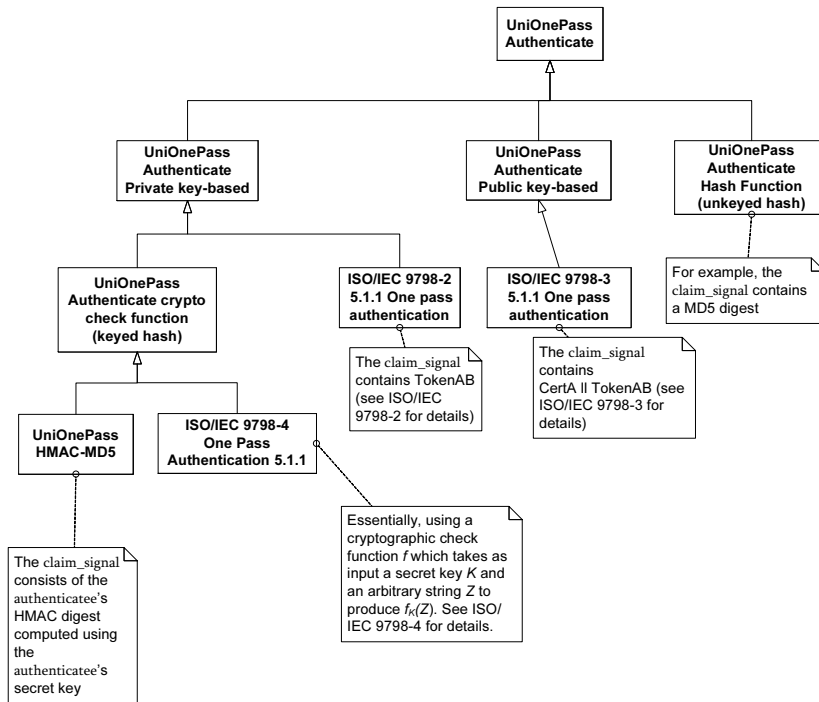 UniOnePass
Authenticate
UniOnePass
Authenticate
Private key-based
UniOnePass
Authenticate
Public key-based
UniOnePass
Authenticate
Hash Function
(unkeyed hash)
UniOnePass
Authenticate crypto
check function
(keyed hash)
ISO/IEC 9798-2
5.1.1 One pass
authentication
ISO/IEC 9798-3
5.1.1 One pass
authentication
For example, the
claim_signal contains
a MD5 digest
The claim_signal
contains TokenAB
(see ISO/IEC
9798-2 for details)
The claim_signal
contains
CertA ll TokenAB (see
ISO/IEC 9798-3 for
details)
UniOnePass
HMAC-MD5
ISO/IEC 9798-4
One Pass
Authentication 5.1.1
The claim_signal
consists of the
authenticatee's
HMAC digest
computed using
the
authenticatee's
secret key
Essentially, using a
cryptographic check
function f which takes as
input a secret key K and
an arbitrary string Z to
produce fK(Z). See ISO/
IEC 9798-4 for details.